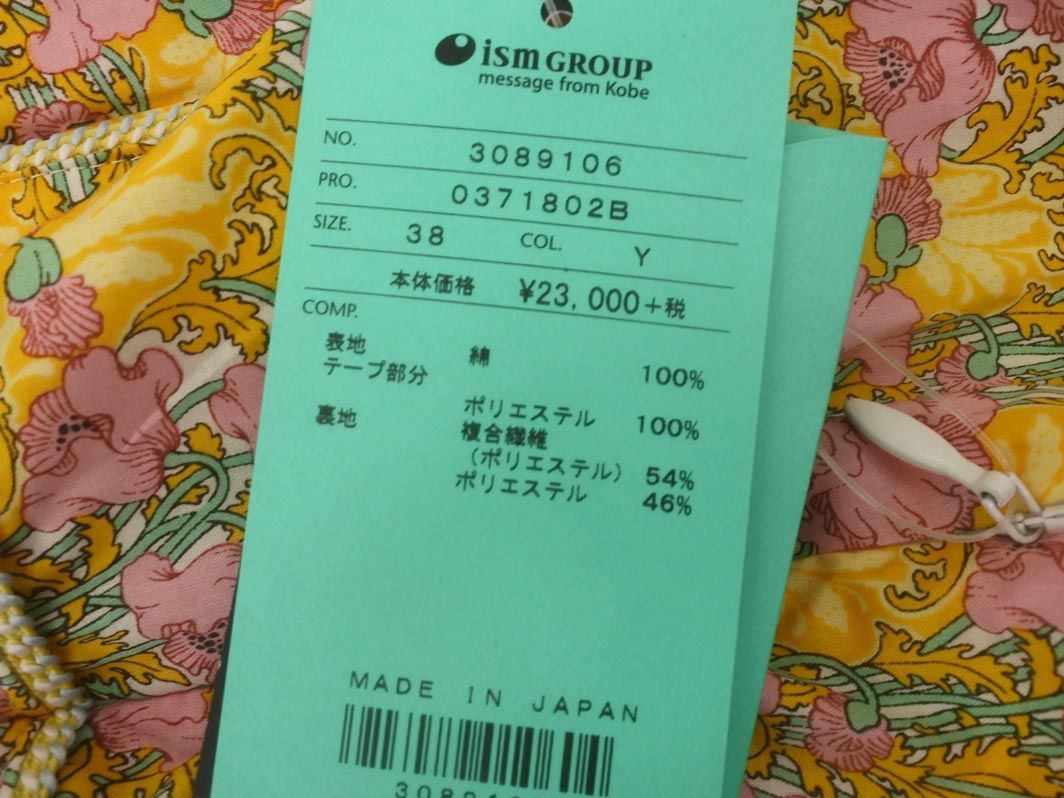 ism GROUP
message from Kobe
NO. 3089106
PRO. 0371802B
SIZE. 38 COL. Y
本体価格 ¥23,000+税
COMP.
表地 綿 100%
テープ部分
ポリエステル 100%
裏地 複合繊維
(ポリエステル) 54%
ポリエステル 46%
MADE IN JAPAN